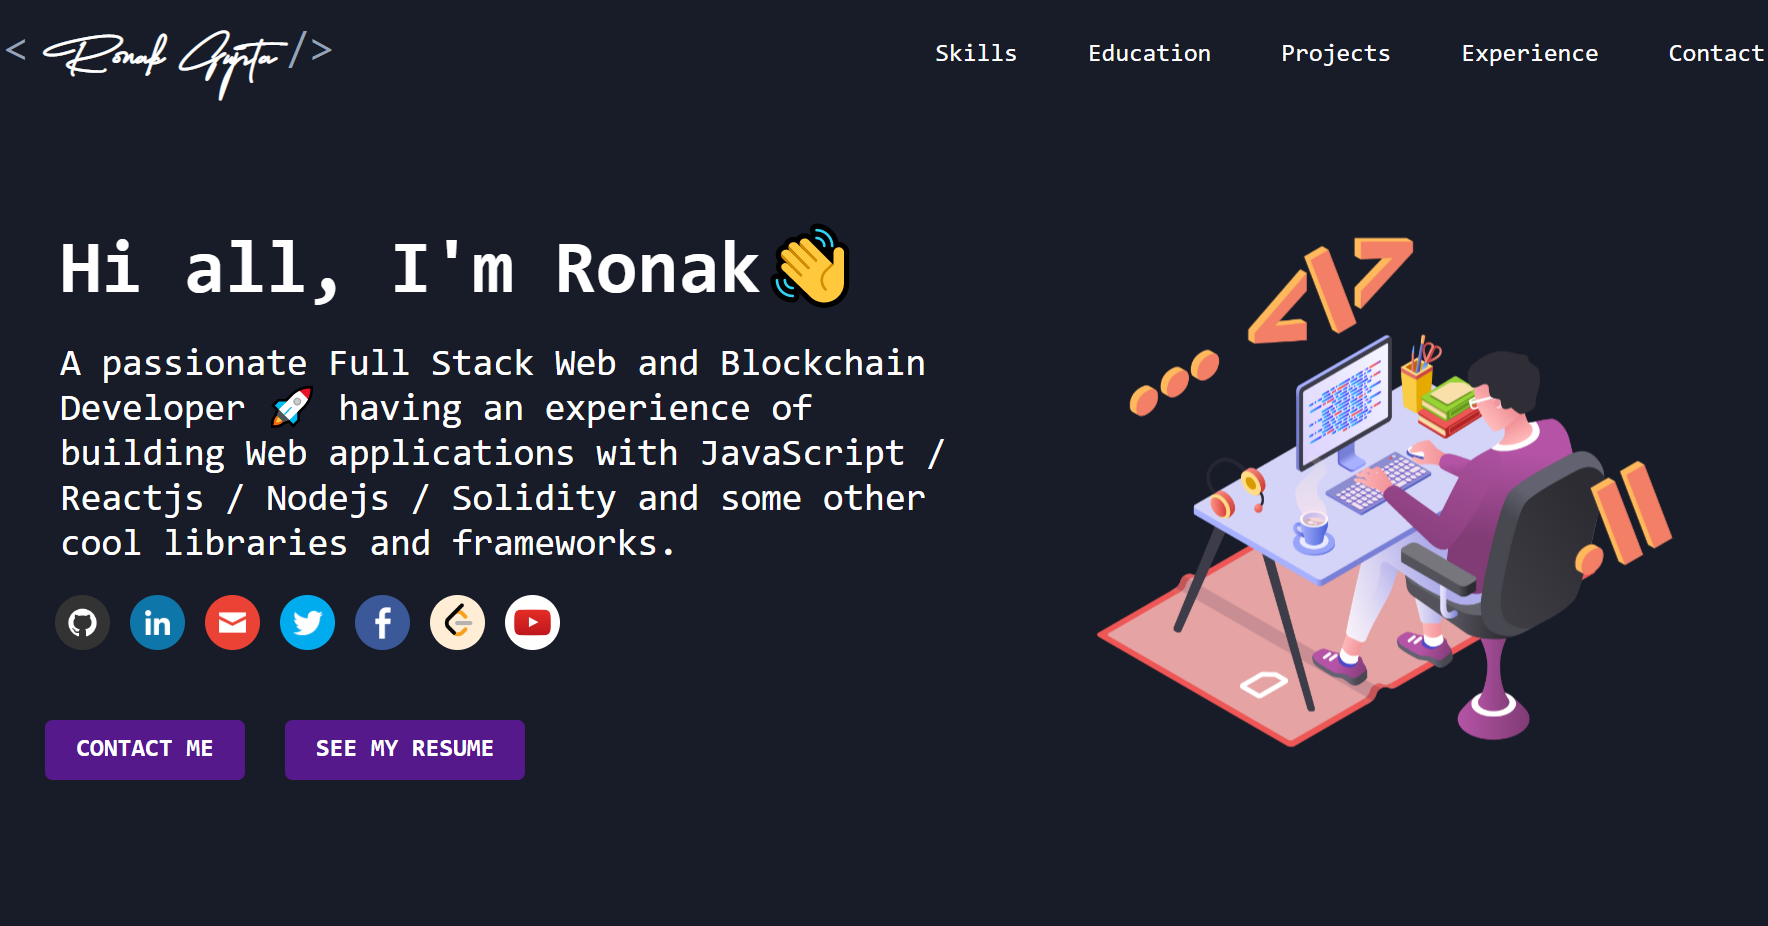 < Ronak Gupta />
Skills Education Projects Experience Contact
Hi all, I'm Ronak👋
A passionate Full Stack Web and Blockchain
Developer 🚀 having an experience of
building Web applications with JavaScript /
Reactjs / Nodejs / Solidity and some other
cool libraries and frameworks.
in
f
CONTACT ME SEE MY RESUME